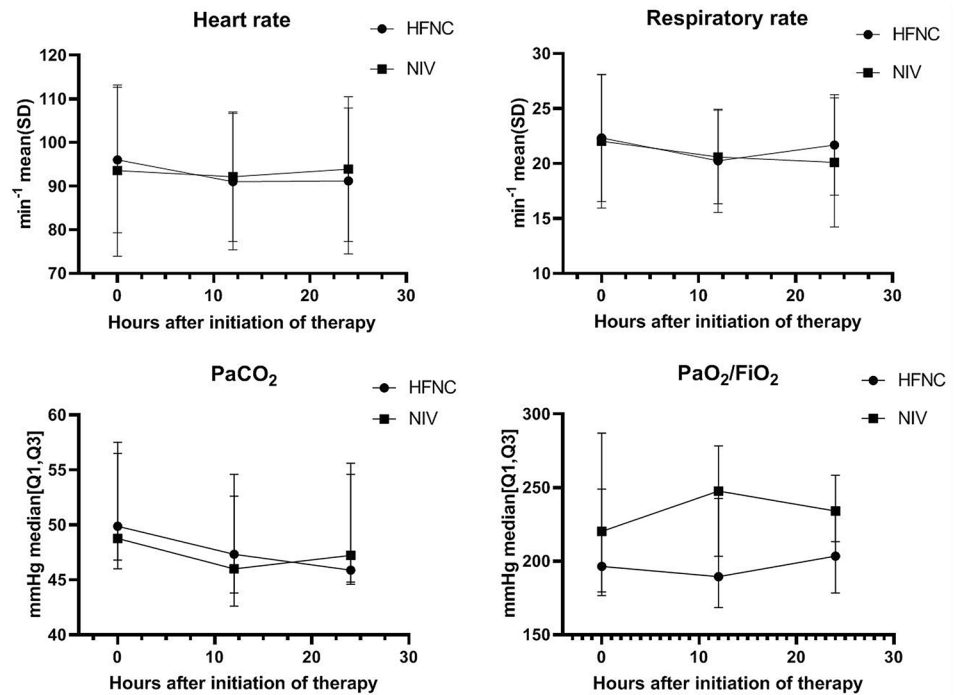 Heart rate
HFNC
NIV
min-1 mean(SD)
120
110
100
90
80
70
0
10
20
30
Hours after initiation of therapy
Respiratory rate
HFNC
NIV
min-1 mean(SD)
30
25
20
15
10
0
10
20
30
Hours after initiation of therapy
PaCO2
HFNC
NIV
mmHg median[Q1,Q3]
60
55
50
45
40
0
10
20
30
Hours after initiation of therapy
PaO2/FiO2
HFNC
NIV
mmHg median[Q1,Q3]
300
250
200
150
0
10
20
30
Hours after initiation of therapy